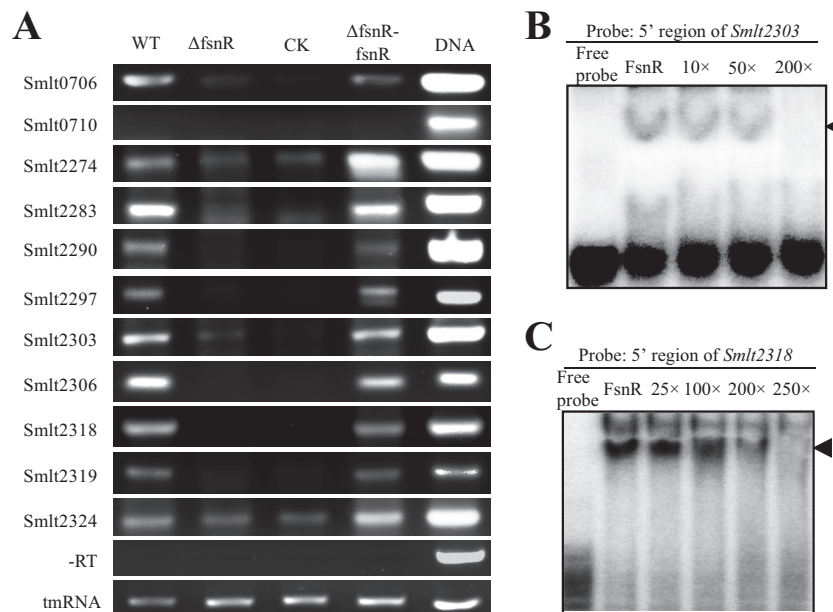 A
WT ΔfsnR CK ΔfsnR-fsnR DNA
Smlt0706
Smlt0710
Smlt2274
Smlt2283
Smlt2290
Smlt2297
Smlt2303
Smlt2306
Smlt2318
Smlt2319
Smlt2324
-RT
tmRNA
B
Probe: 5’ region of Smlt2303
Free probe FsnR 10× 50× 200×
C
Probe: 5’ region of Smlt2318
Free probe FsnR 25× 100× 200× 250×